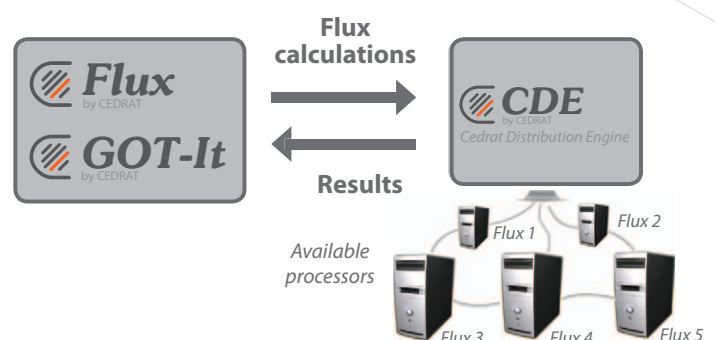 Flux
calculations
Flux
by CEDRAT
GOT-It
by CEDRAT
CDE
by CEDRAT
Cedrat Distribution Engine
Results
Available
processors
Flux 1
Flux 2
Flux 3
Flux 4
Flux 5